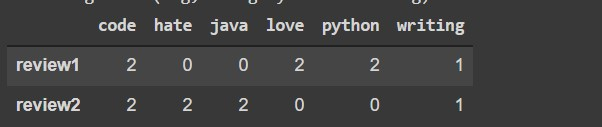 code hate java love python writing
review1 2 0 0 2 2 1
review2 2 2 2 0 0 1